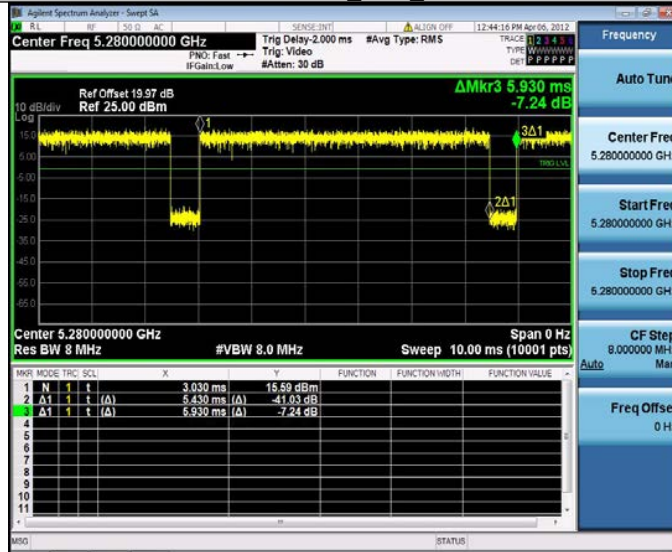 Agilent Spectrum Analyzer - Swept SA
RL RF 50 Ω AC SENSE:INT ALIGN OFF 12:44:16 PM Apr 06, 2012
Center Freq 5.280000000 GHz
PNO: Fast
IFGain:Low
Trig Delay-2.000 ms
Trig: Video
#Atten: 30 dB
#Avg Type: RMS
TRACE 1 2 3 4 5 6
TYPE WWWWWW
DET P P P P P P
ΔMkr3 5.930 ms
-7.24 dB
Ref Offset 19.97 dB
10 dB/div Ref 25.00 dBm
Log
15.0
5.00
-5.00
-15.0
-25.0
-35.0
-45.0
-55.0
-65.0
1
3Δ1
TRIG LVL
2Δ1
Center 5.280000000 GHz Span 0 Hz
Res BW 8 MHz #VBW 8.0 MHz Sweep 10.00 ms (10001 pts)
MKR MODE TRC SCL X Y FUNCTION FUNCTION WIDTH FUNCTION VALUE
1 N 1 t 3.030 ms 15.59 dBm
2 Δ1 1 t (Δ) 5.430 ms (Δ) -41.03 dB
3 Δ1 1 t (Δ) 5.930 ms (Δ) -7.24 dB
4
5
6
7
8
9
10
11
MSG STATUS
Frequency
Auto Tune
Center Freq
5.280000000 GH
Start Freq
5.280000000 GH
Stop Freq
5.280000000 GH
CF Step
8.000000 MH
Auto Man
Freq Offse
0 H